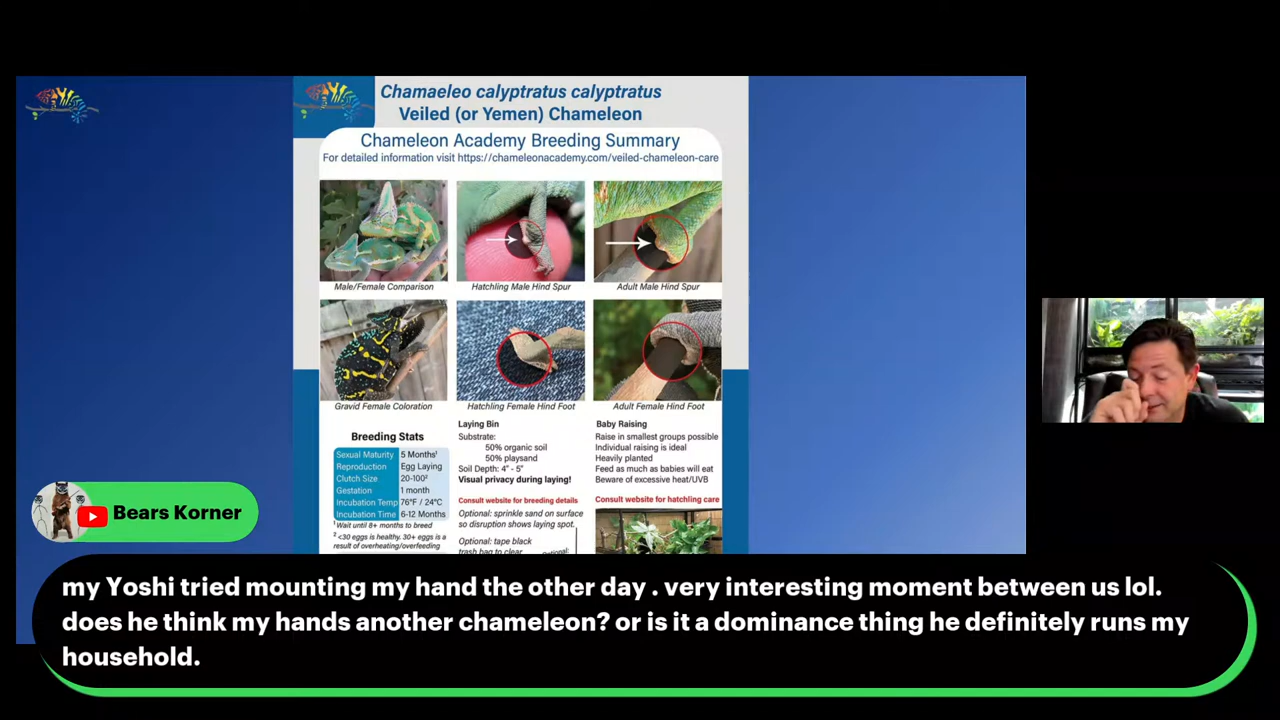 Chamaeleo calyptratus calyptratus
Veiled (or Yemen) Chameleon
Chameleon Academy Breeding Summary
For detailed information visit https://chameleonacademy.com/veiled-chameleon-care
Male/Female Comparison
Hatchling Male Hind Spur
Adult Male Hind Spur
Gravid Female Coloration
Hatchling Female Hind Foot
Adult Female Hind Foot
Breeding Stats
Sexual Maturity 5 Months¹
Reproduction Egg Laying
Clutch Size 20-100²
Gestation 1 month
Incubation Temp 76°F / 24°C
Incubation Time 6-12 Months
¹ Wait until 8+ months to breed
² <30 eggs is healthy. 30+ eggs is a
result of overheating/overfeeding
Laying Bin
Substrate:
50% organic soil
50% playsand
Soil Depth: 4" - 5"
Visual privacy during laying!
Consult website for breeding details
Optional: sprinkle sand on surface
so disruption shows laying spot.
Optional: tape black
trash bag to clear
Optional:
Baby Raising
Raise in smallest groups possible
Individual raising is ideal
Heavily planted
Feed as much as babies will eat
Beware of excessive heat/UVB
Consult website for hatchling care
Bears Korner
my Yoshi tried mounting my hand the other day . very interesting moment between us lol.
does he think my hands another chameleon? or is it a dominance thing he definitely runs my
household.